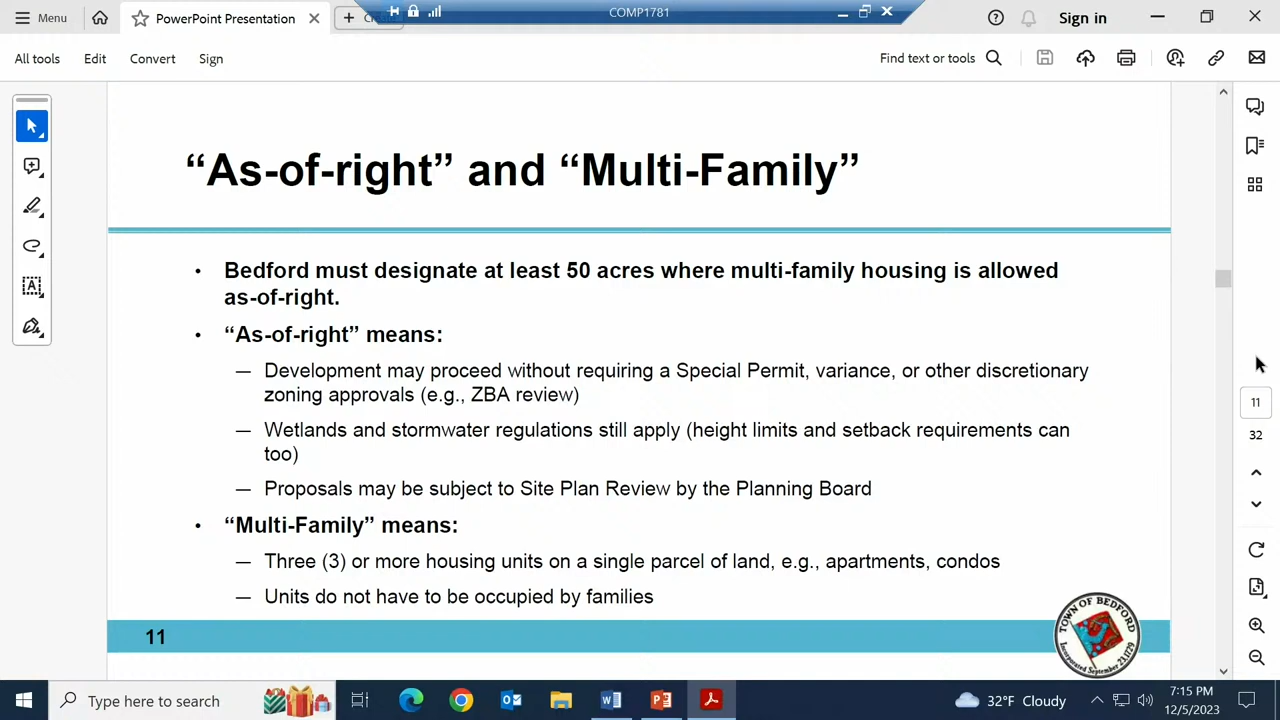 Menu
PowerPoint Presentation
COMP1781
Sign in
All tools
Edit
Convert
Sign
Find text or tools
“As-of-right” and “Multi-Family”
• Bedford must designate at least 50 acres where multi-family housing is allowed
as-of-right.
• “As-of-right” means:
— Development may proceed without requiring a Special Permit, variance, or other discretionary
zoning approvals (e.g., ZBA review)
— Wetlands and stormwater regulations still apply (height limits and setback requirements can
too)
— Proposals may be subject to Site Plan Review by the Planning Board
• “Multi-Family” means:
— Three (3) or more housing units on a single parcel of land, e.g., apartments, condos
— Units do not have to be occupied by families
11
TOWN OF BEDFORD
Incorporated September 23 1729
11
32
Type here to search
32°F Cloudy
7:15 PM
12/5/2023